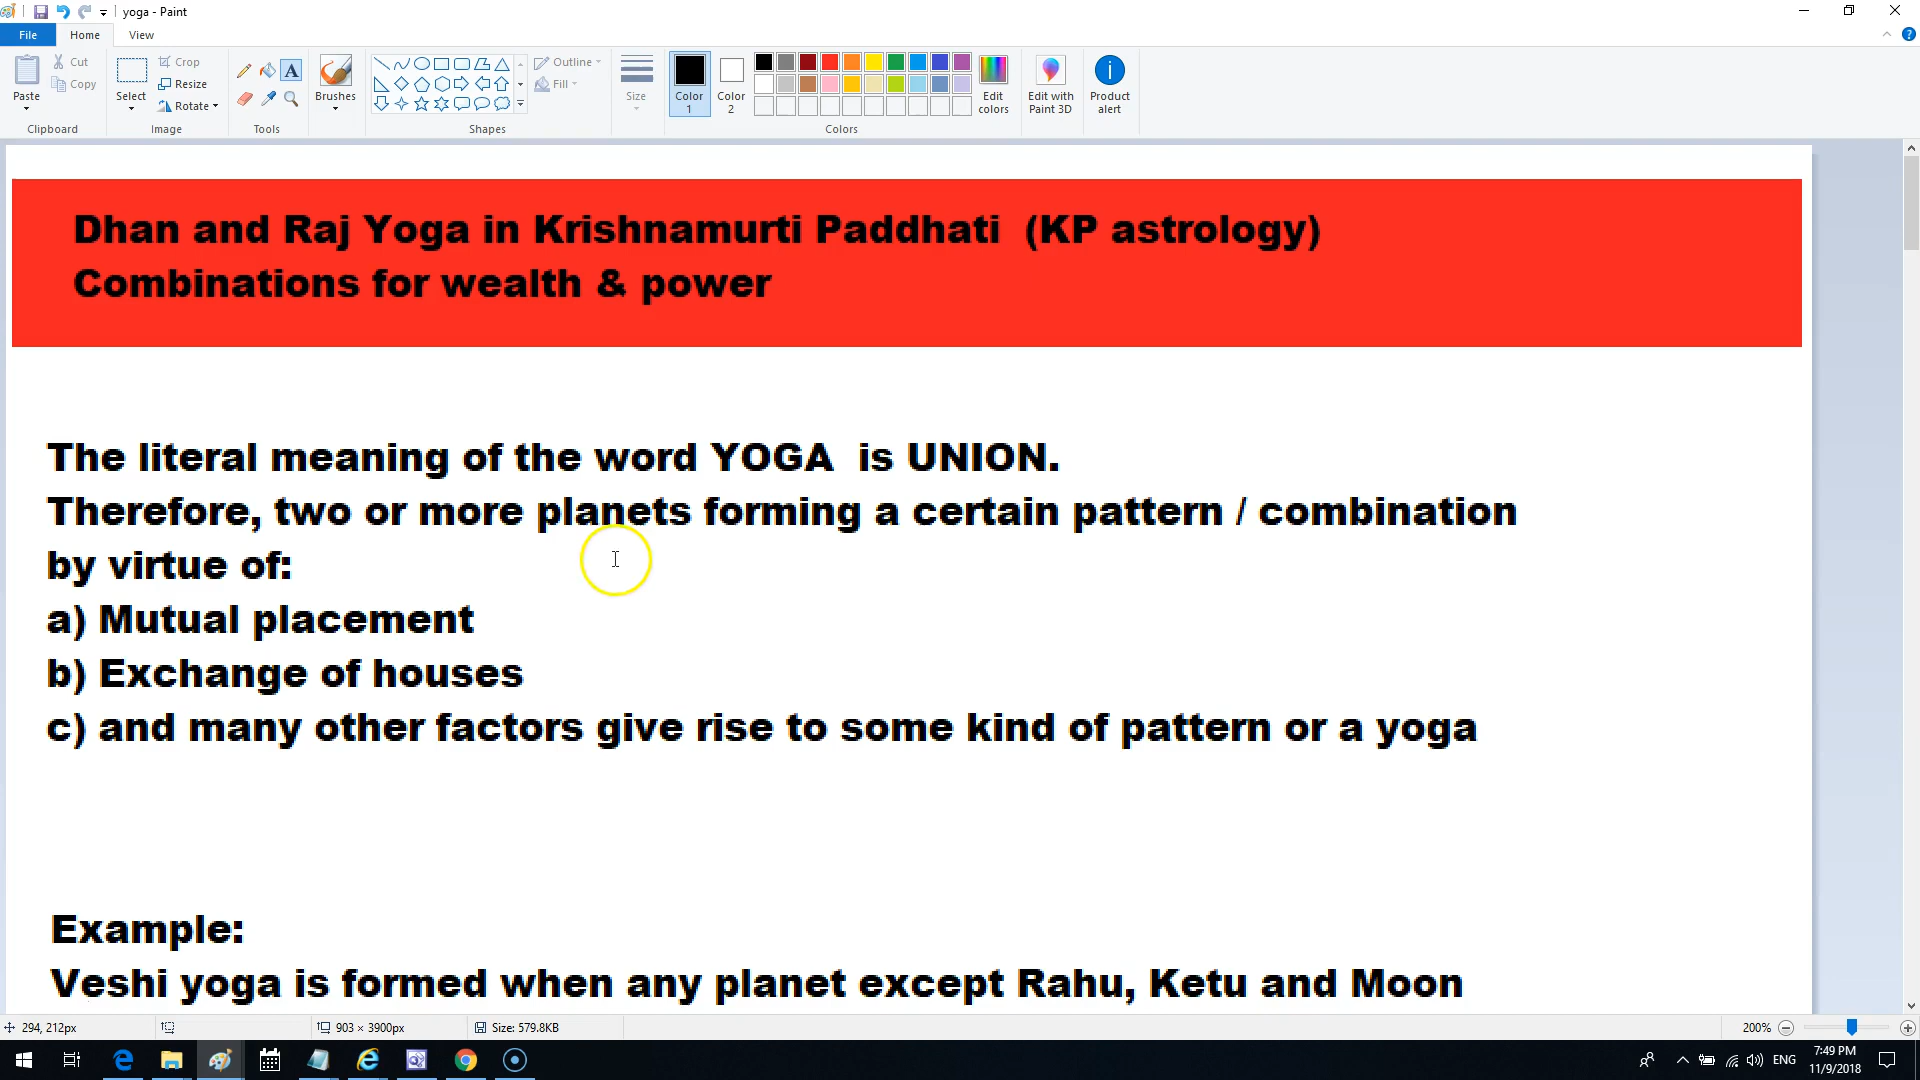 yoga - Paint
File
Home
View
Paste
Cut
Copy
Clipboard
Select
Crop
Resize
Rotate
Image
A
Tools
Brushes
Shapes
Outline
Fill
Size
Color 1
Color 2
Edit colors
Colors
Edit with Paint 3D
Product alert
Dhan and Raj Yoga in Krishnamurti Paddhati (KP astrology)
Combinations for wealth & power
The literal meaning of the word YOGA is UNION.
Therefore, two or more planets forming a certain pattern / combination
by virtue of:
a) Mutual placement
b) Exchange of houses
c) and many other factors give rise to some kind of pattern or a yoga
Example:
Veshi yoga is formed when any planet except Rahu, Ketu and Moon
294, 212px
903 × 3900px
Size: 579.8KB
200%
ENG
7:49 PM
11/9/2018